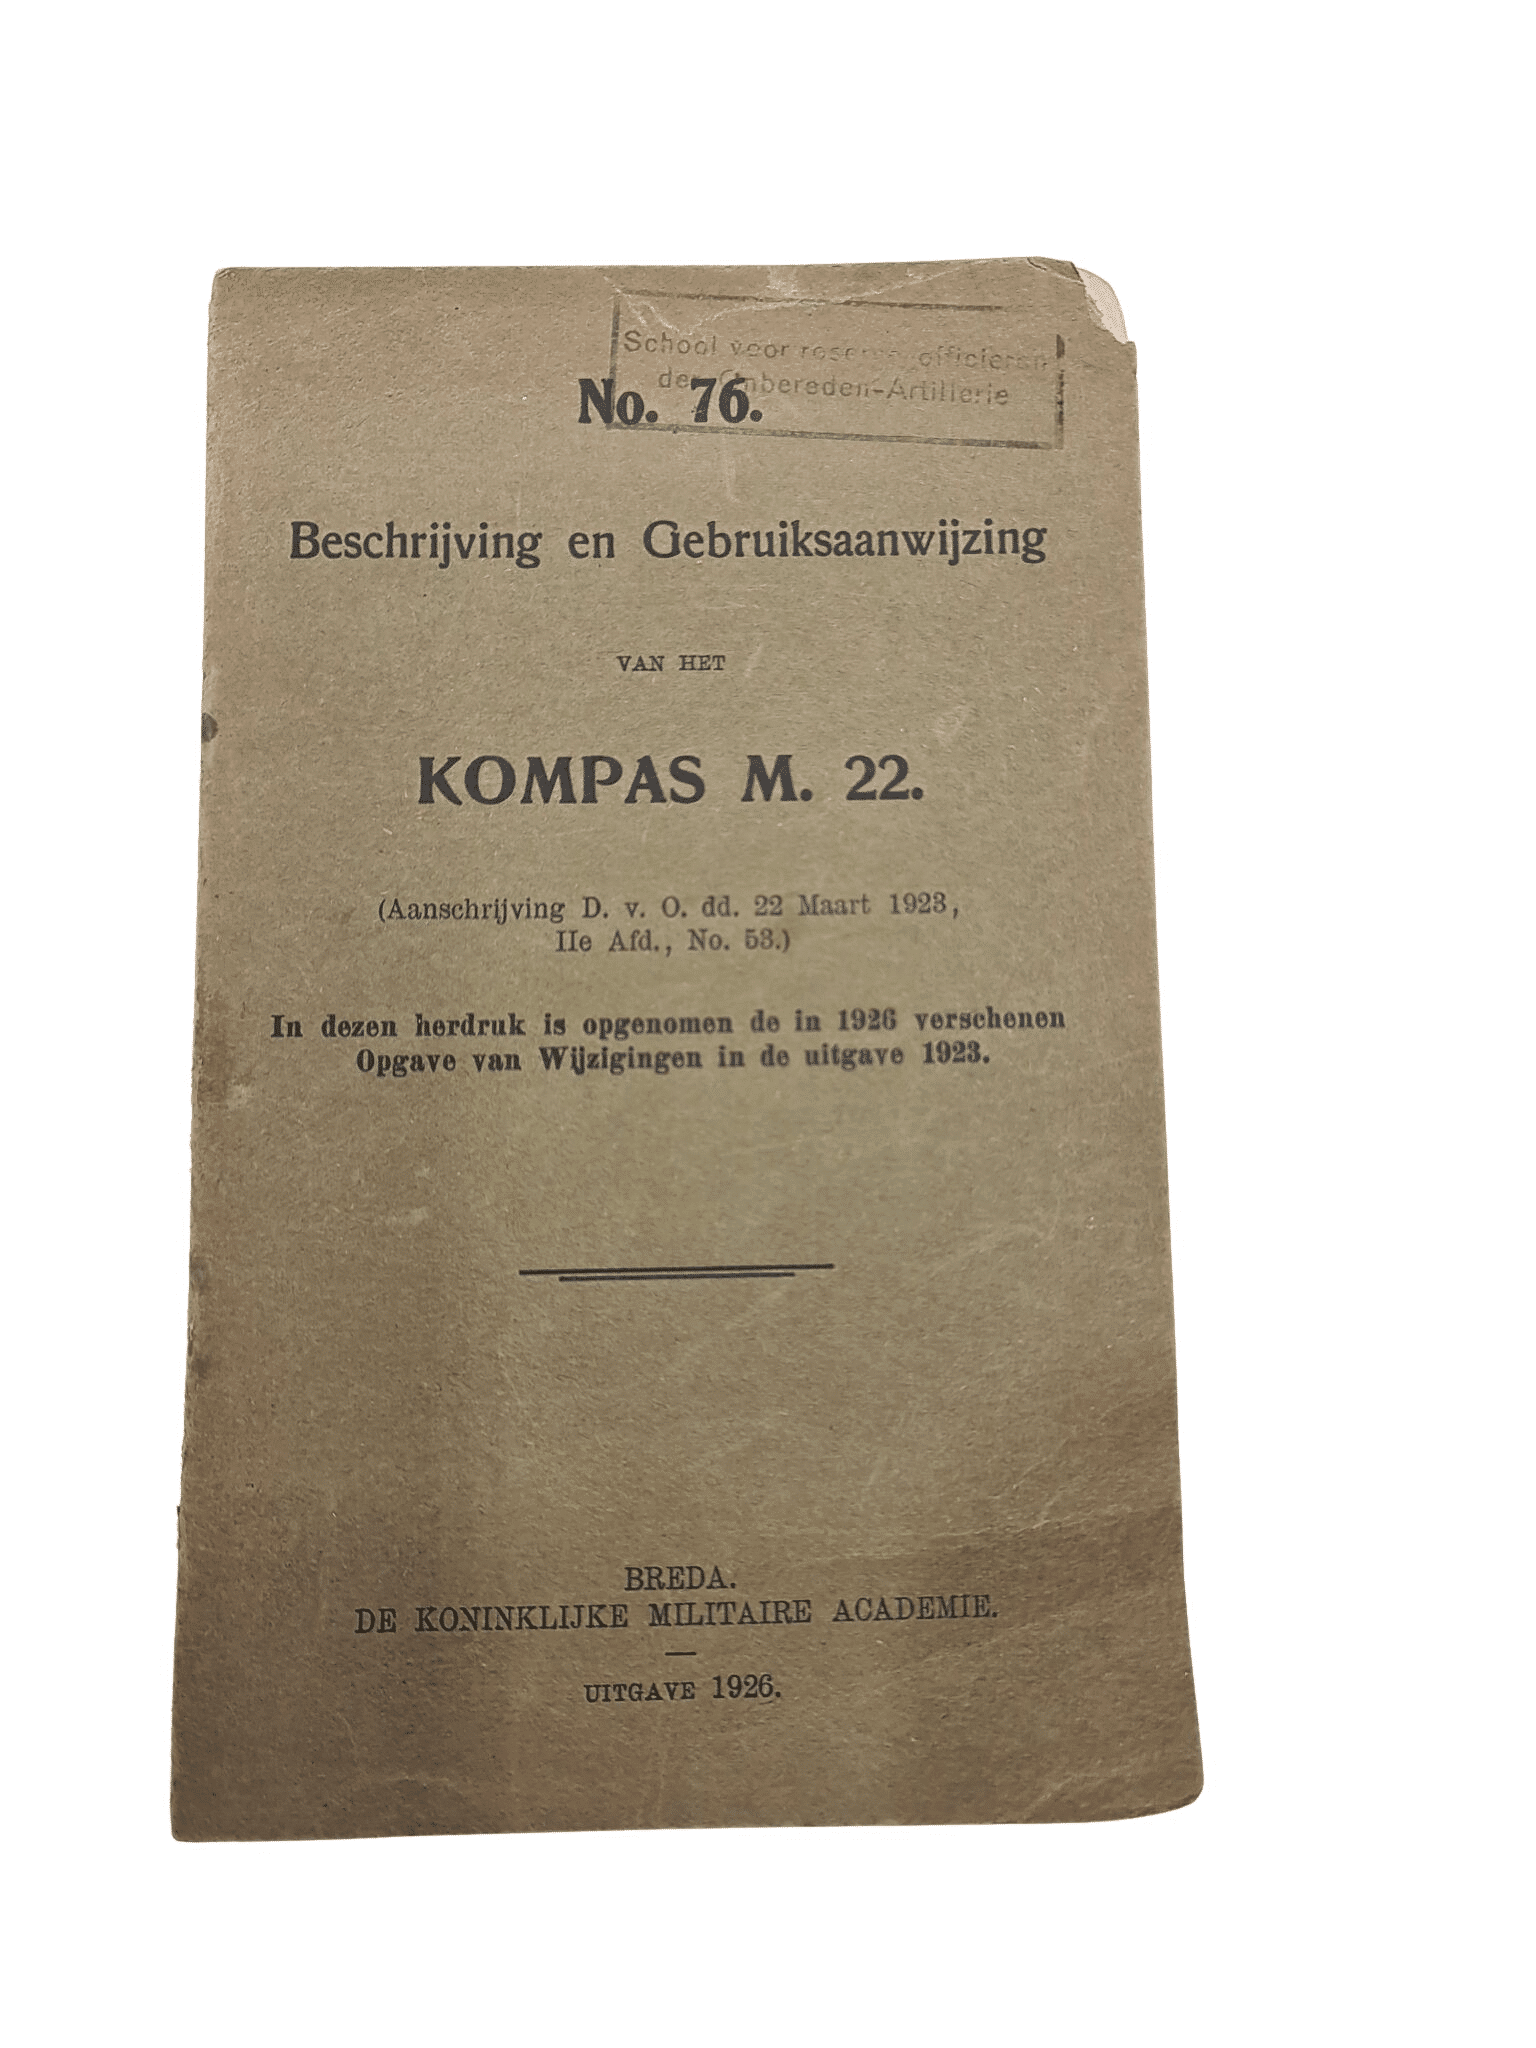 School voor reserve officieren
der Onbereden-Artillerie
No. 76.
Beschrijving en Gebruiksaanwijzing
VAN HET
KOMPAS M. 22.
(Aanschrijving D. v. O. dd. 22 Maart 1923,
IIe Afd., No. 53.)
In dezen herdruk is opgenomen de in 1926 verschenen
Opgave van Wijzigingen in de uitgave 1923.
BREDA.
DE KONINKLIJKE MILITAIRE ACADEMIE.
UITGAVE 1926.